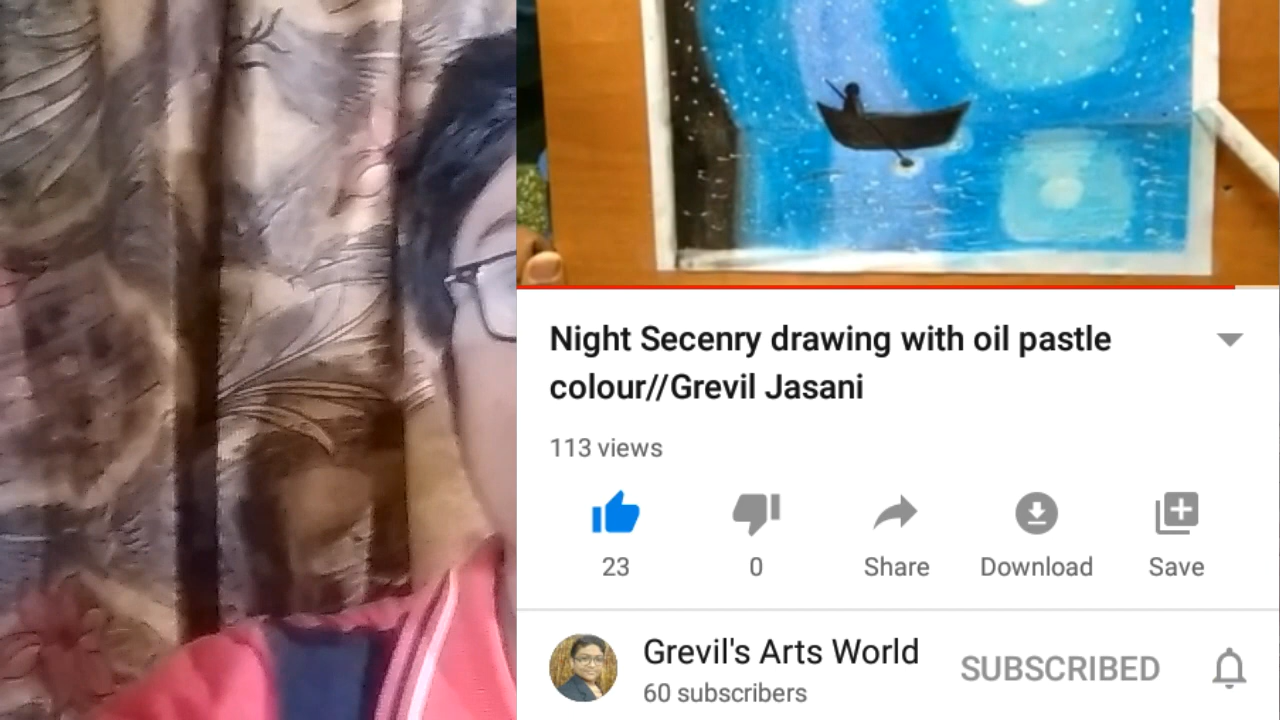 Night Secenry drawing with oil pastle
colour//Grevil Jasani
113 views
23
0
Share
Download
Save
Grevil's Arts World
60 subscribers
SUBSCRIBED